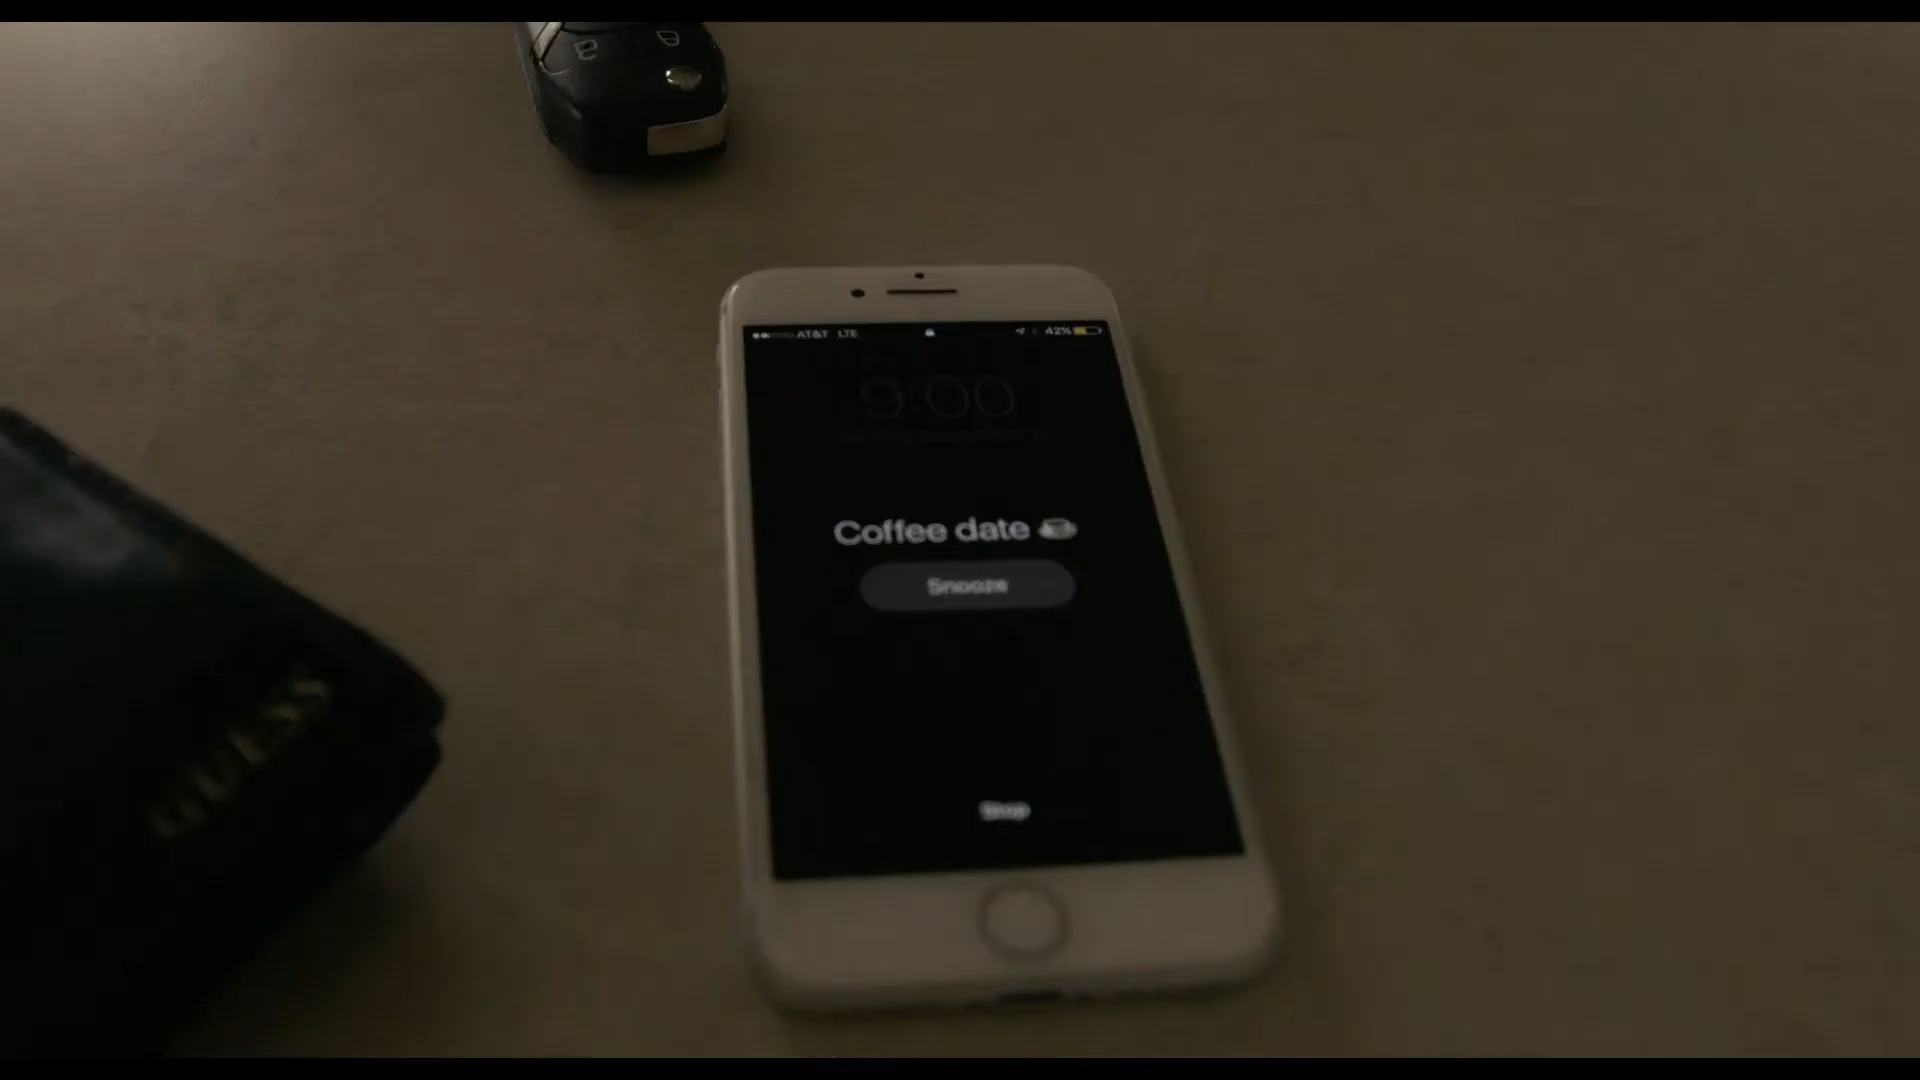 AT&T LTE 42%
9:00
Coffee date ☕
Snooze
Stop
GUESS